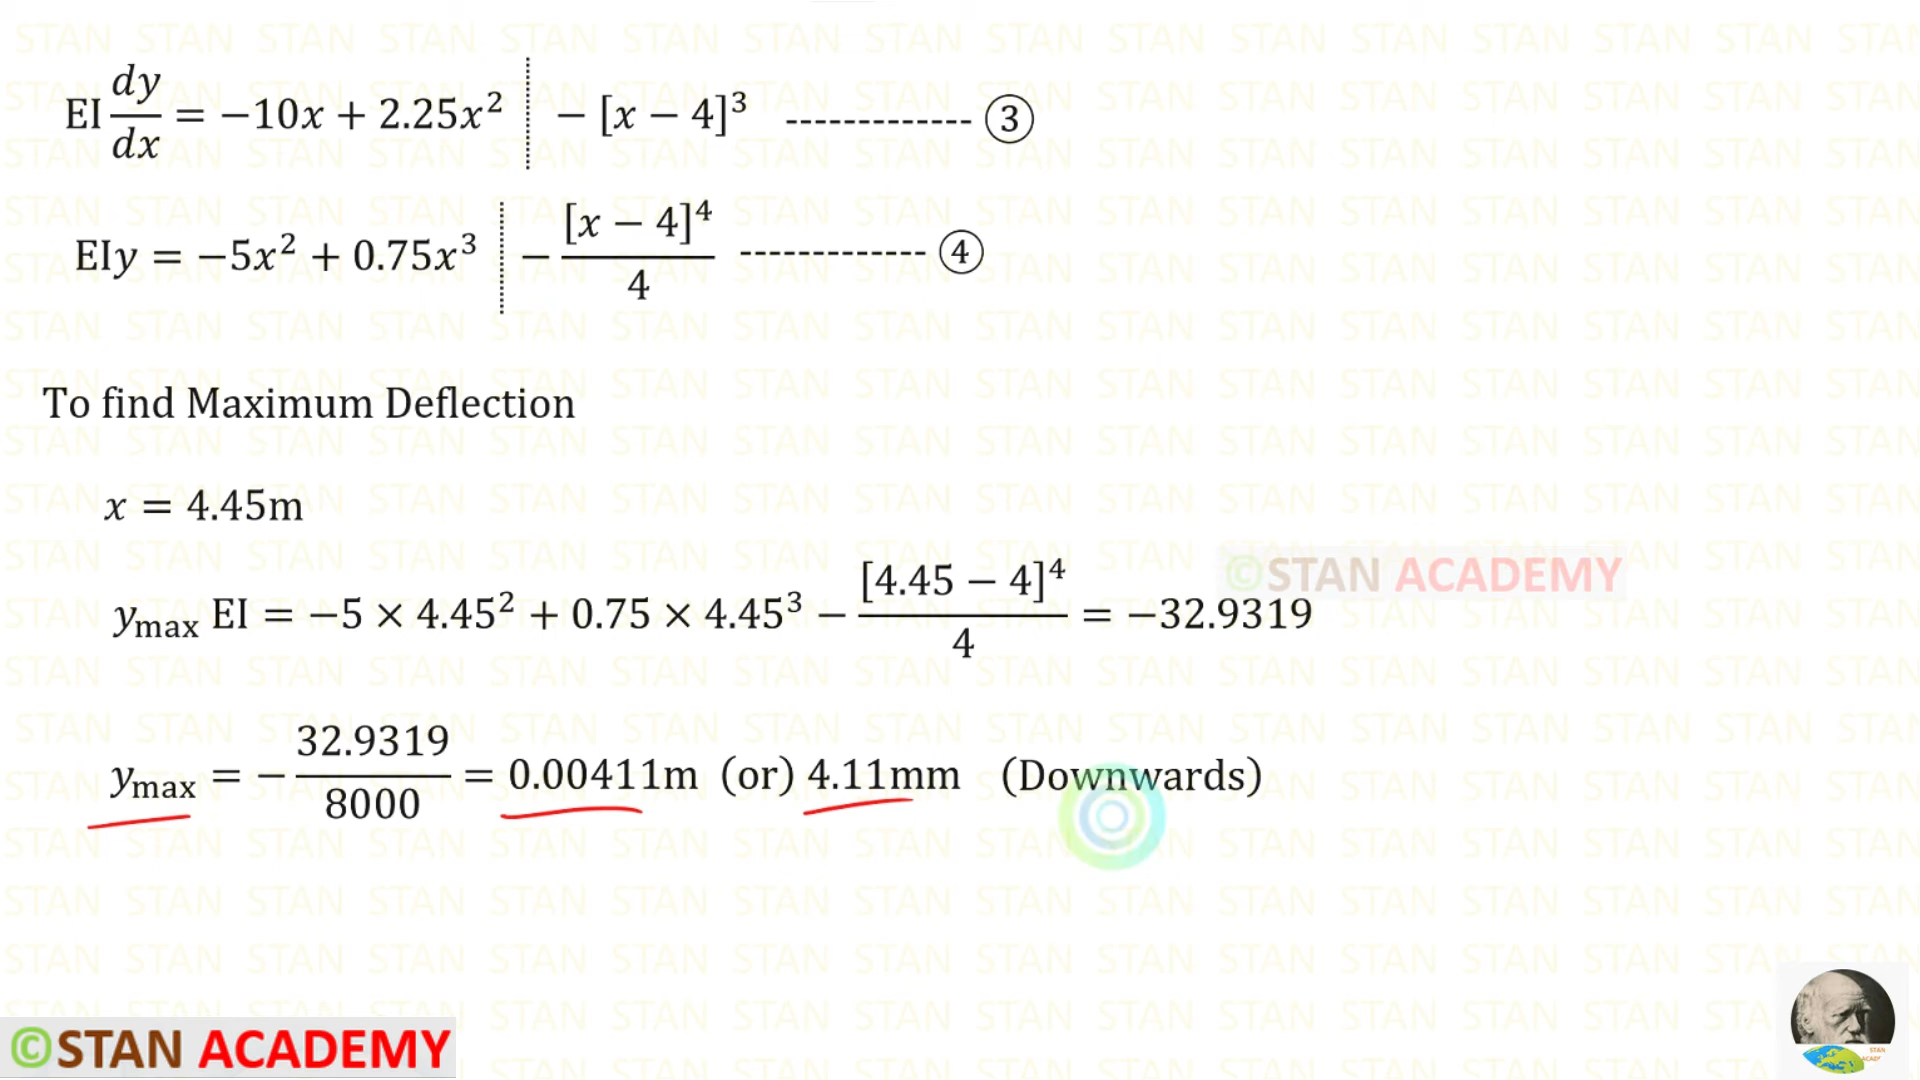 EI dy/dx = −10x + 2.25x² − [x − 4]³ ------------- ③
EIy = −5x² + 0.75x³ − [x − 4]⁴/4 ------------- ④
To find Maximum Deflection
x = 4.45m
©STAN ACADEMY
y_max EI = −5 × 4.45² + 0.75 × 4.45³ − [4.45 − 4]⁴/4 = -32.9319
y_max = − 32.9319/8000 = 0.00411m (or) 4.11mm (Downwards)
©STAN ACADEMY